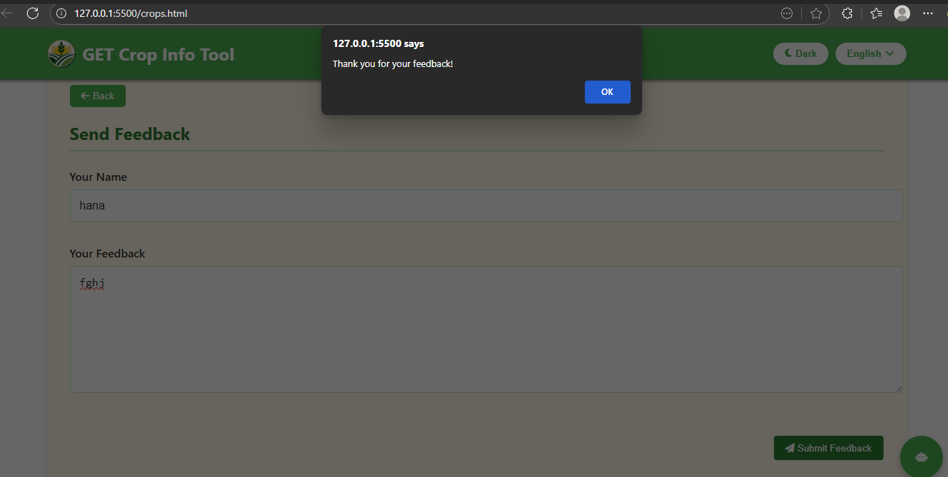 127.0.0.1:5500/crops.html
GET Crop Info Tool
127.0.0.1:5500 says
Thank you for your feedback!
OK
Dark
English
Back
Send Feedback
Your Name
hana
Your Feedback
fghj
Submit Feedback